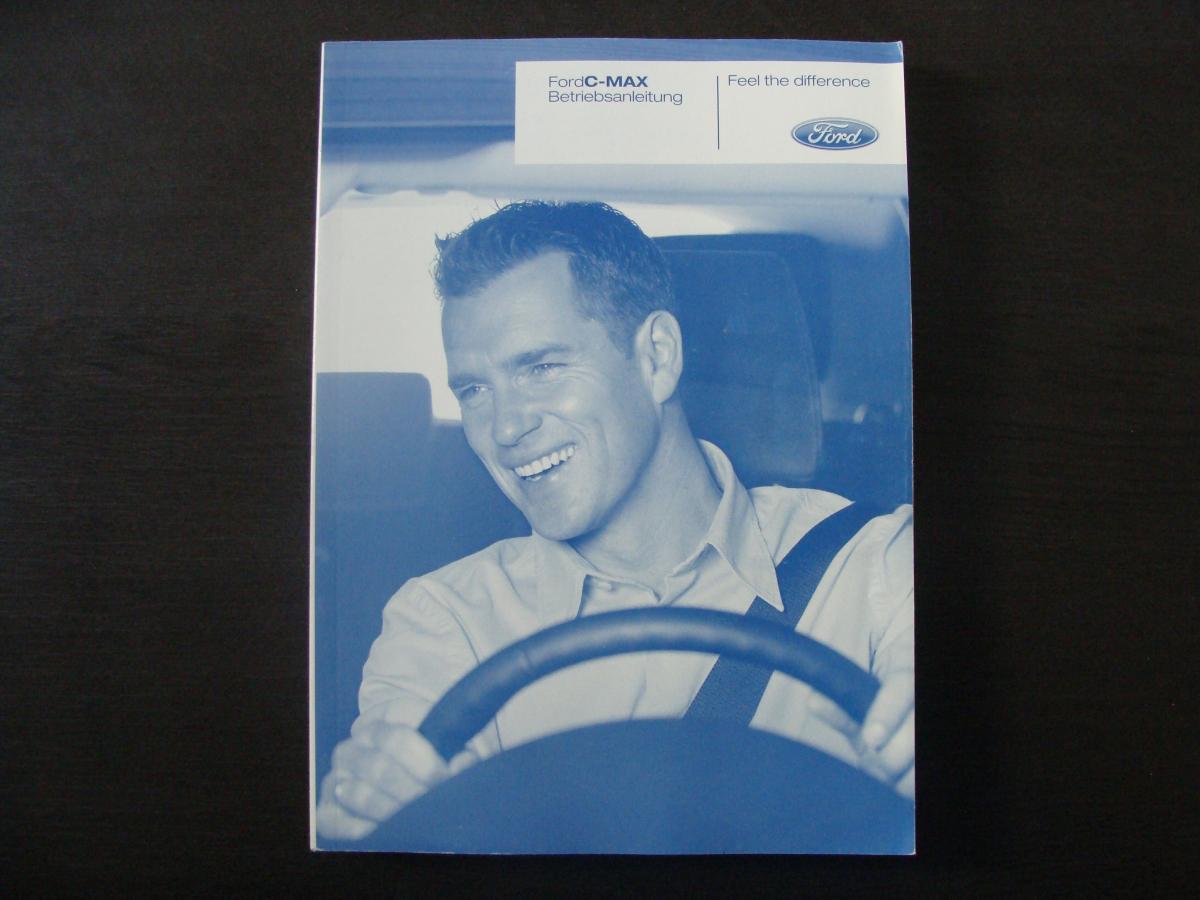 FordC-MAX
Betriebsanleitung
Feel the difference
Ford